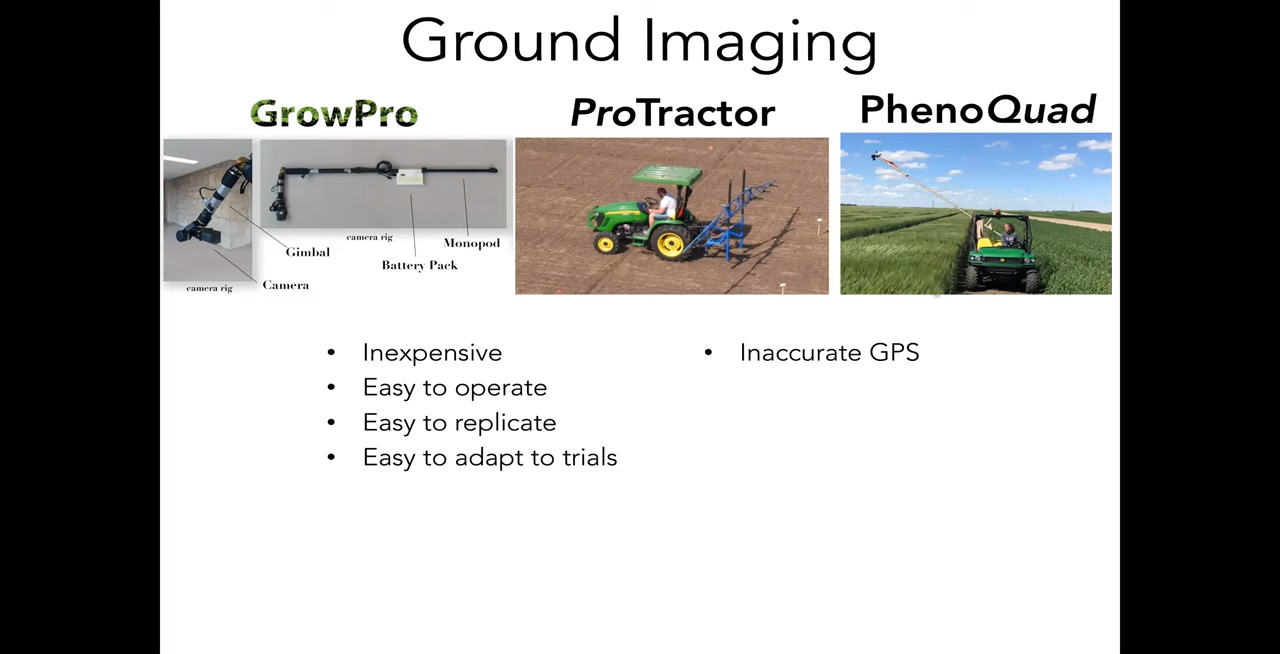 Ground Imaging
GrowPro
ProTractor
PhenoQuad
Gimbal
camera rig
Monopod
Battery Pack
camera rig
Camera
• Inexpensive
• Easy to operate
• Easy to replicate
• Easy to adapt to trials
• Inaccurate GPS